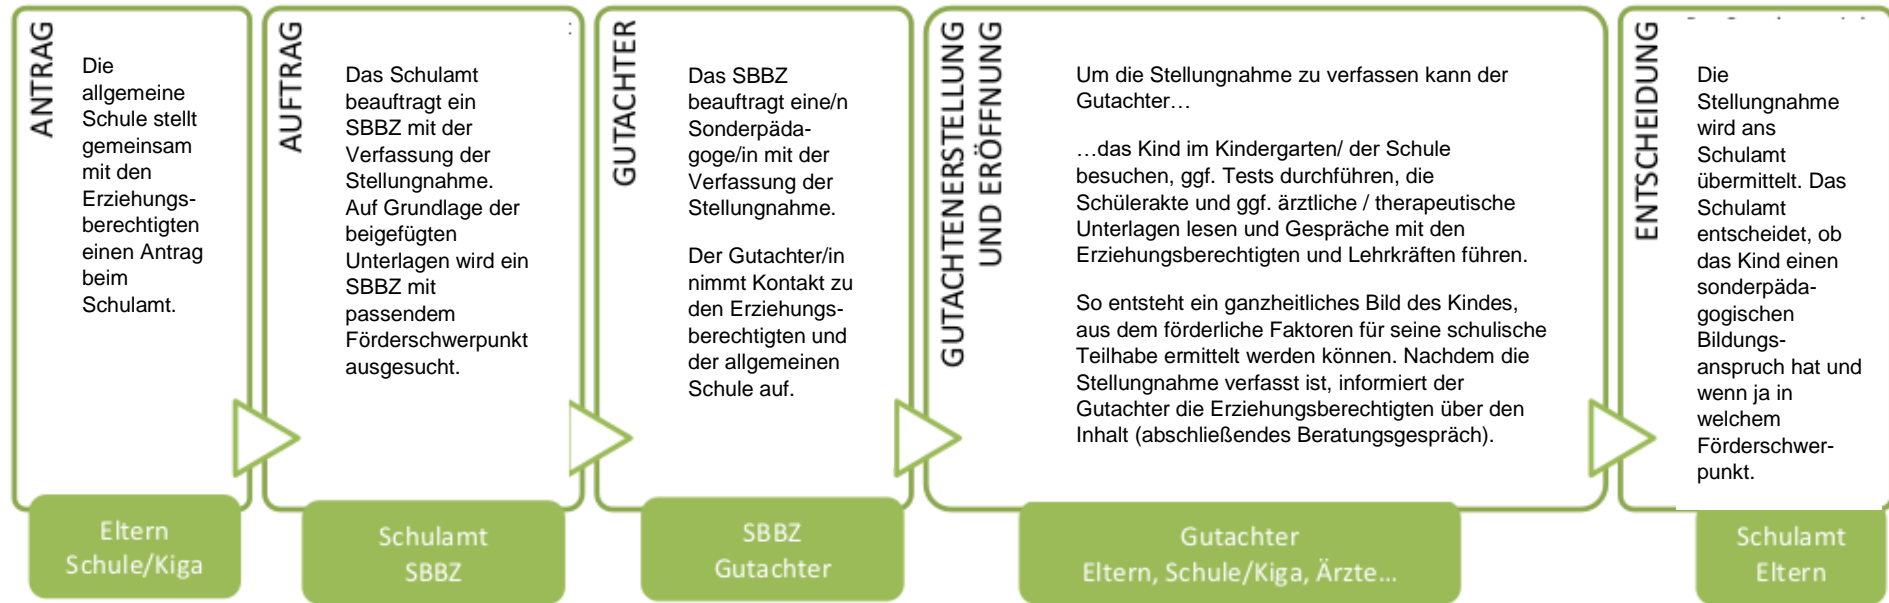 ANTRAG
Die
allgemeine
Schule stellt
gemeinsam
mit den
Erziehungs-
berechtigten
einen Antrag
beim
Schulamt.
Eltern
Schule/Kiga
AUFTRAG
Das Schulamt
beauftragt ein
SBBZ mit der
Verfassung der
Stellungnahme.
Auf Grundlage der
beigefügten
Unterlagen wird ein
SBBZ mit
passendem
Förderschwerpunkt
ausgesucht.
Schulamt
SBBZ
GUTACHTER
Das SBBZ
beauftragt eine/n
Sonderpäda-
goge/in mit der
Verfassung der
Stellungnahme.
Der Gutachter/in
nimmt Kontakt zu
den Erziehungs-
berechtigten und
der allgemeinen
Schule auf.
SBBZ
Gutachter
GUTACHTENERSTELLUNG
UND ERÖFFNUNG
Um die Stellungnahme zu verfassen kann der
Gutachter…
…das Kind im Kindergarten/ der Schule
besuchen, ggf. Tests durchführen, die
Schülerakte und ggf. ärztliche / therapeutische
Unterlagen lesen und Gespräche mit den
Erziehungsberechtigten und Lehrkräften führen.
So entsteht ein ganzheitliches Bild des Kindes,
aus dem förderliche Faktoren für seine schulische
Teilhabe ermittelt werden können. Nachdem die
Stellungnahme verfasst ist, informiert der
Gutachter die Erziehungsberechtigten über den
Inhalt (abschließendes Beratungsgespräch).
Gutachter
Eltern, Schule/Kiga, Ärzte…
ENTSCHEIDUNG
Die
Stellungnahme
wird ans
Schulamt
übermittelt. Das
Schulamt
entscheidet, ob
das Kind einen
sonderpäda-
gogischen
Bildungs-
anspruch hat und
wenn ja in
welchem
Förderschwer-
punkt.
Schulamt
Eltern